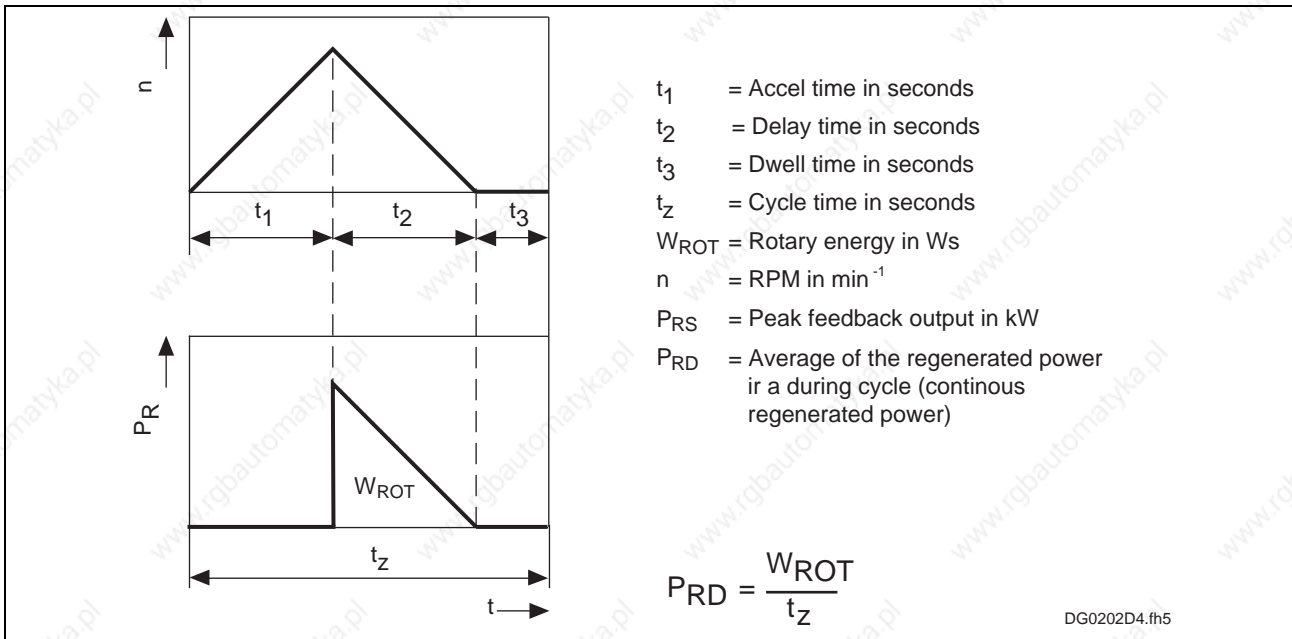 n
t1 t2 t3
PR
WROT
tz
t
t1 = Accel time in seconds
t2 = Delay time in seconds
t3 = Dwell time in seconds
tz = Cycle time in seconds
WROT = Rotary energy in Ws
n = RPM in min -1
PRS = Peak feedback output in kW
PRD = Average of the regenerated power
ir a during cycle (continous
regenerated power)
PRD = WROT
tz
DG0202D4.fh5
www.rgbautomatyka.pl